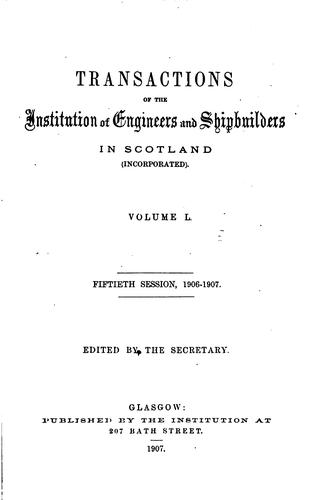 TRANSACTIONS
OF THE
Institution of Engineers and Shipbuilders
IN SCOTLAND
(INCORPORATED).
VOLUME L.
FIFTIETH SESSION, 1906-1907.
EDITED BY THE SECRETARY.
GLASGOW:
PUBLISHED BY THE INSTITUTION AT
207 BATH STREET.
1907.